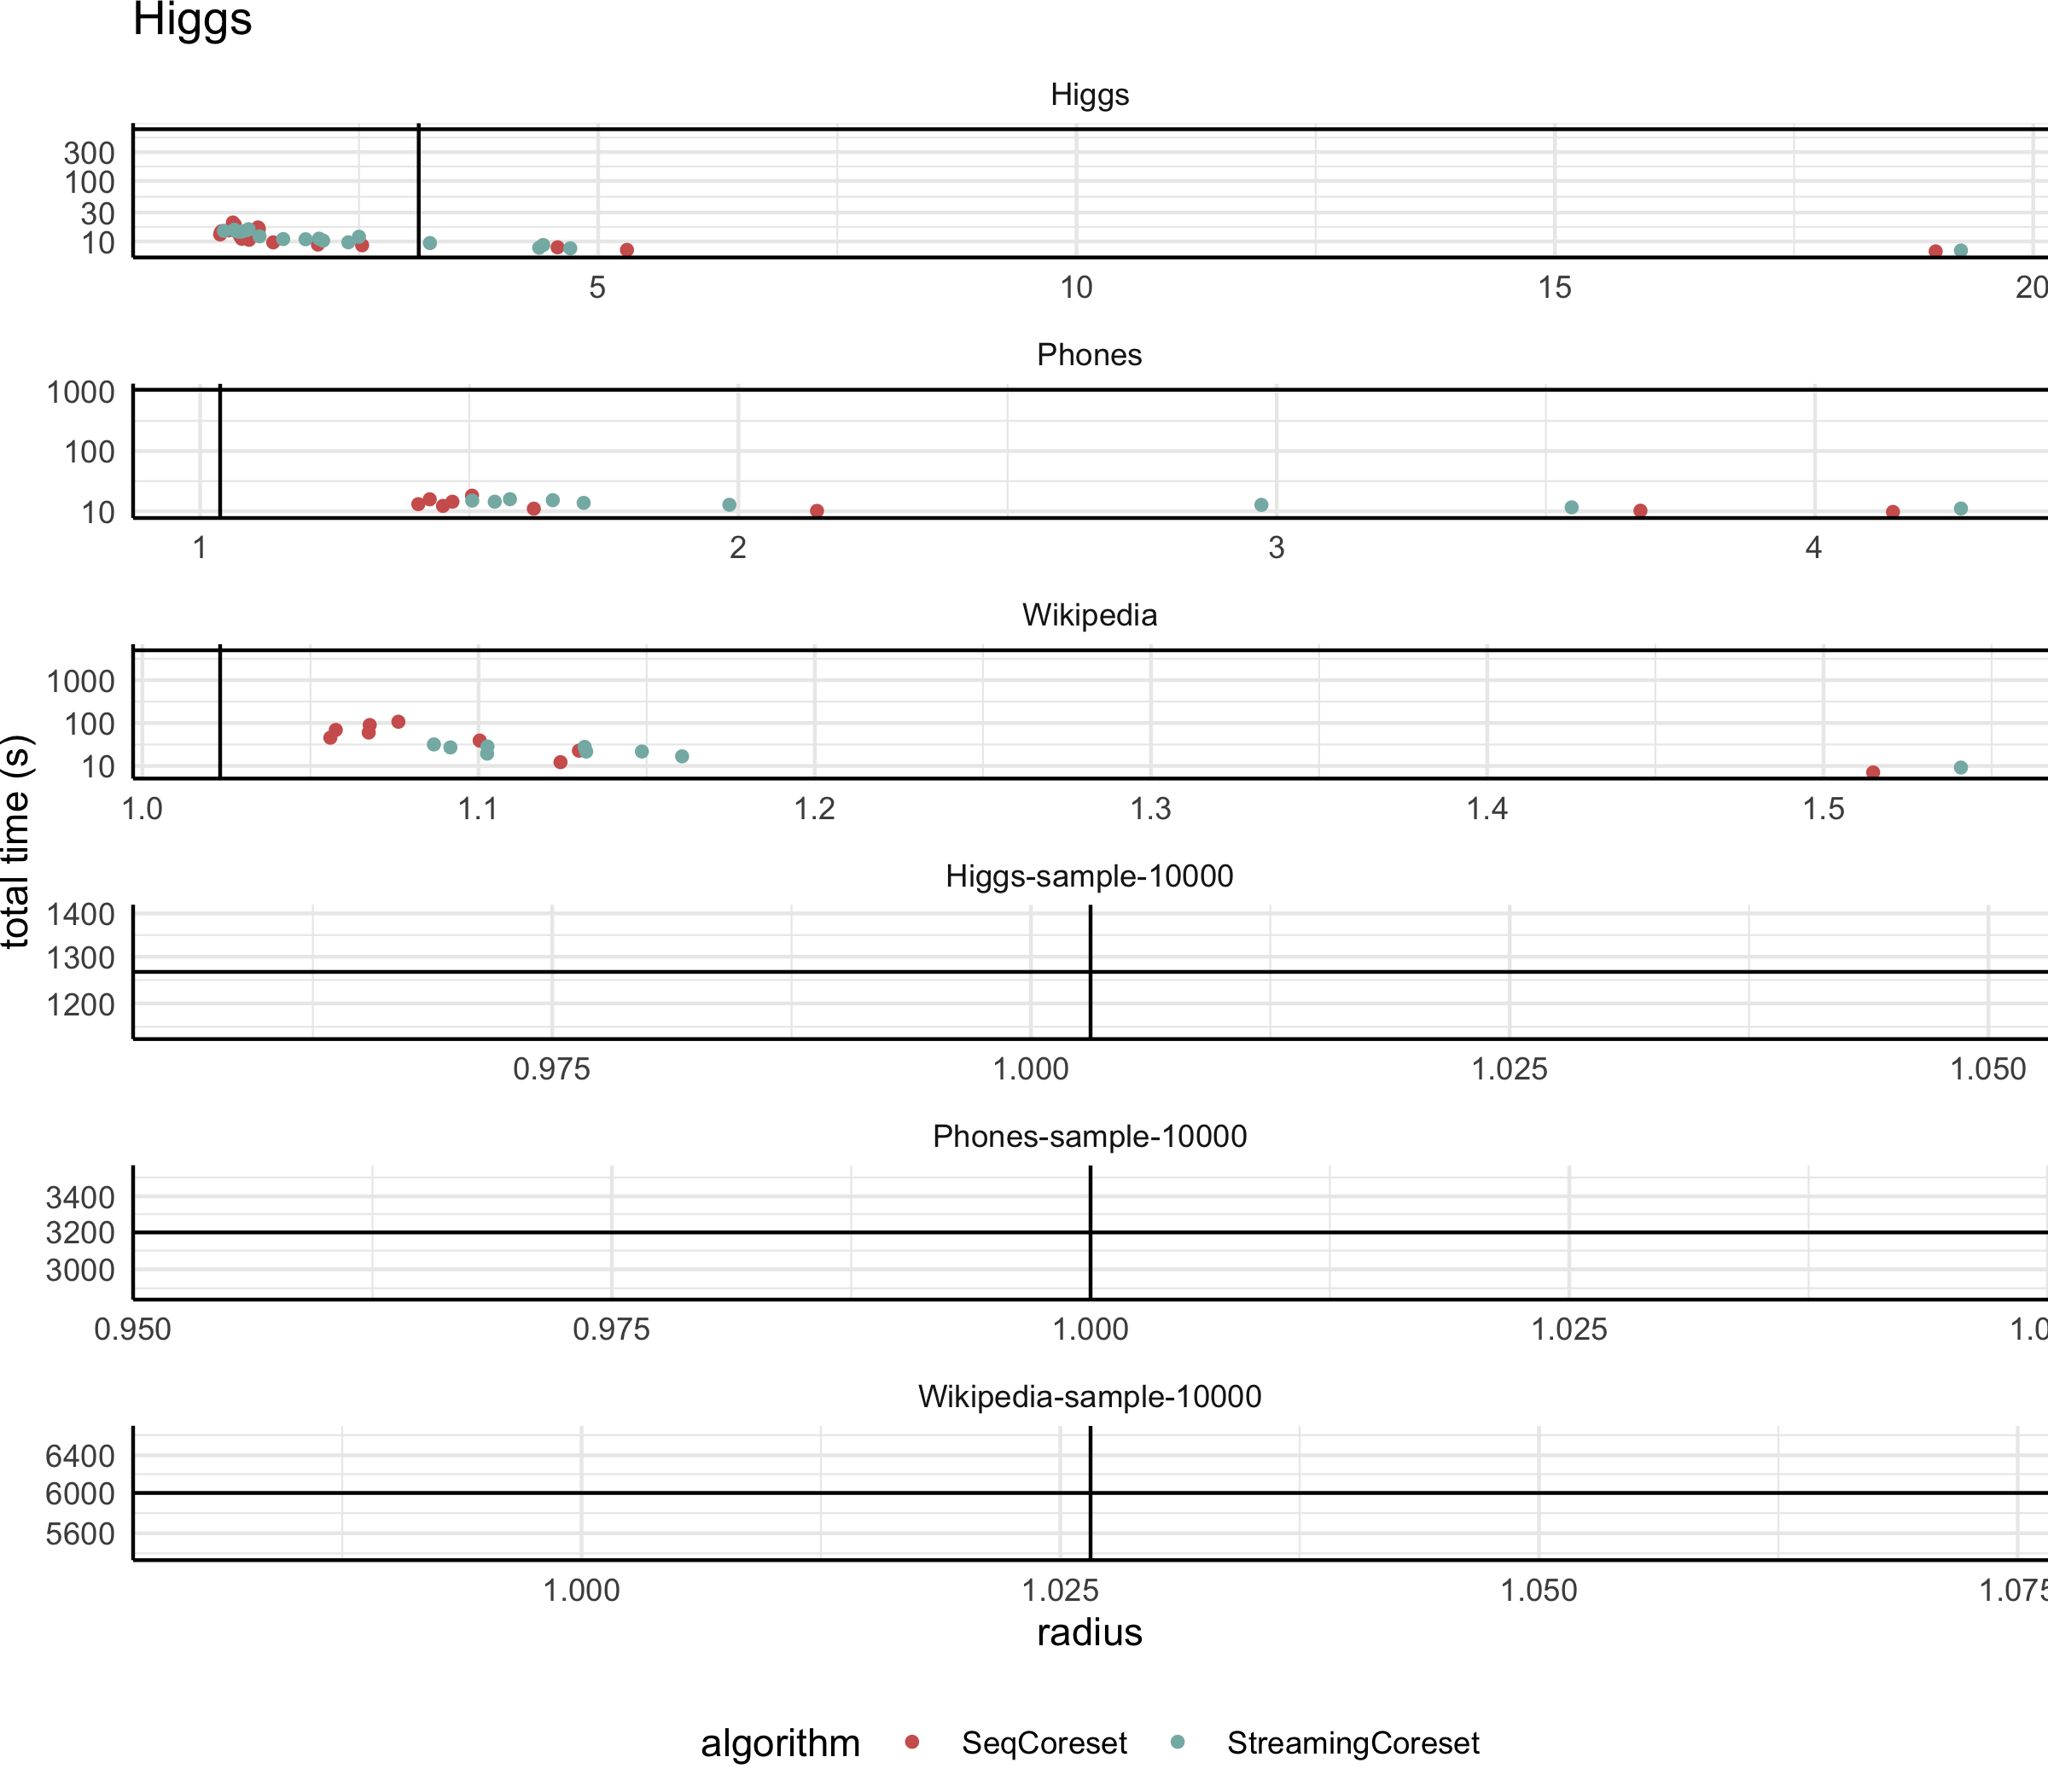 Higgs
Higgs
300
100
30
10
5 10 15 20
Phones
1000
100
10
1 2 3 4
Wikipedia
1000
100
10
1.0 1.1 1.2 1.3 1.4 1.5
total time (s)
Higgs-sample-10000
1400
1300
1200
0.975 1.000 1.025 1.050
Phones-sample-10000
3400
3200
3000
0.950 0.975 1.000 1.025 1.0
Wikipedia-sample-10000
6400
6000
5600
1.000 1.025 1.050 1.075
radius
algorithm SeqCoreset StreamingCoreset